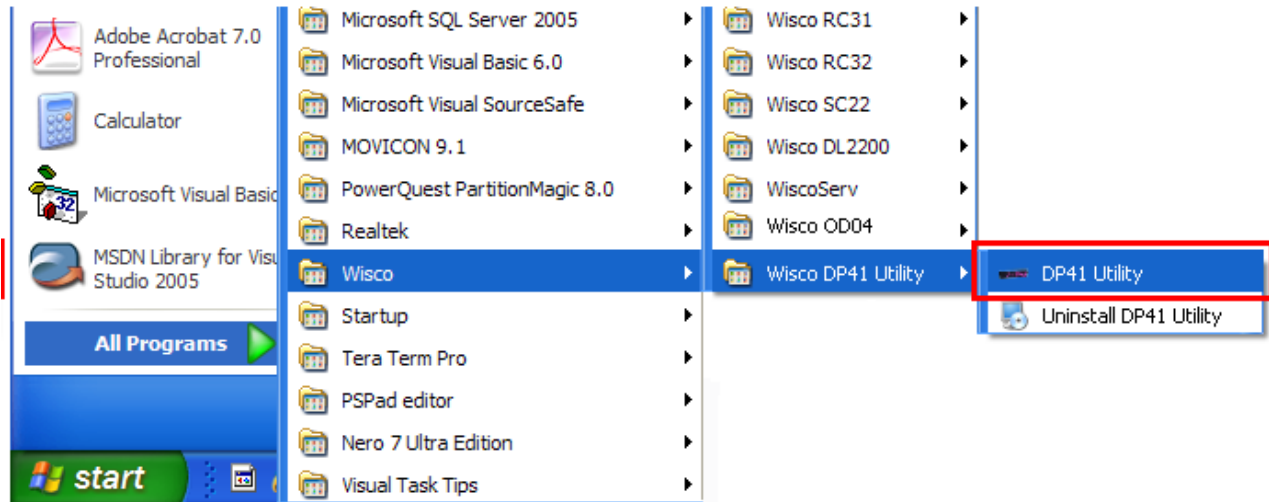 Adobe Acrobat 7.0
Professional
Calculator
Microsoft Visual Basic
MSDN Library for Visu
Studio 2005
All Programs
start
Microsoft SQL Server 2005
Microsoft Visual Basic 6.0
Microsoft Visual SourceSafe
MOVICON 9.1
PowerQuest PartitionMagic 8.0
Realtek
Wisco
Startup
Tera Term Pro
PSPad editor
Nero 7 Ultra Edition
Visual Task Tips
Wisco RC31
Wisco RC32
Wisco SC22
Wisco DL2200
WiscoServ
Wisco OD04
Wisco DP41 Utility
DP41 Utility
Uninstall DP41 Utility